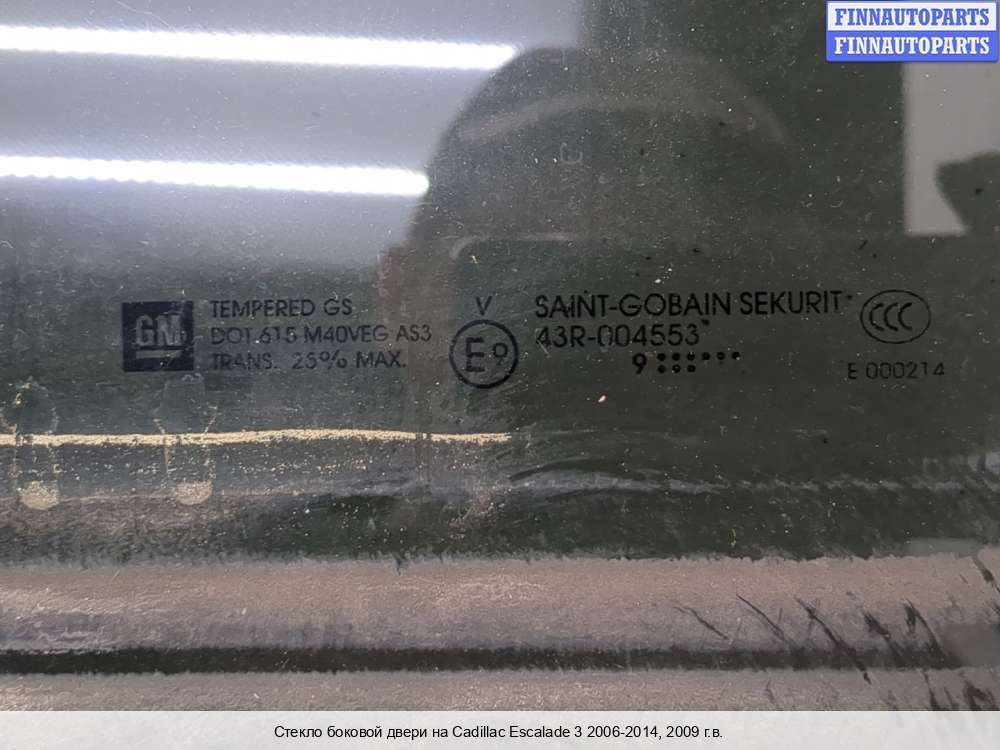 FINNAUTOPARTS
FINNAUTOPARTS
GM
TEMPERED GS
DOT 615 M40VEG AS3
TRANS. 25% MAX.
V
E9
SAINT-GOBAIN SEKURIT
43R-004553
9
CCC
E 000214
Стекло боковой двери на Cadillac Escalade 3 2006-2014, 2009 г.в.